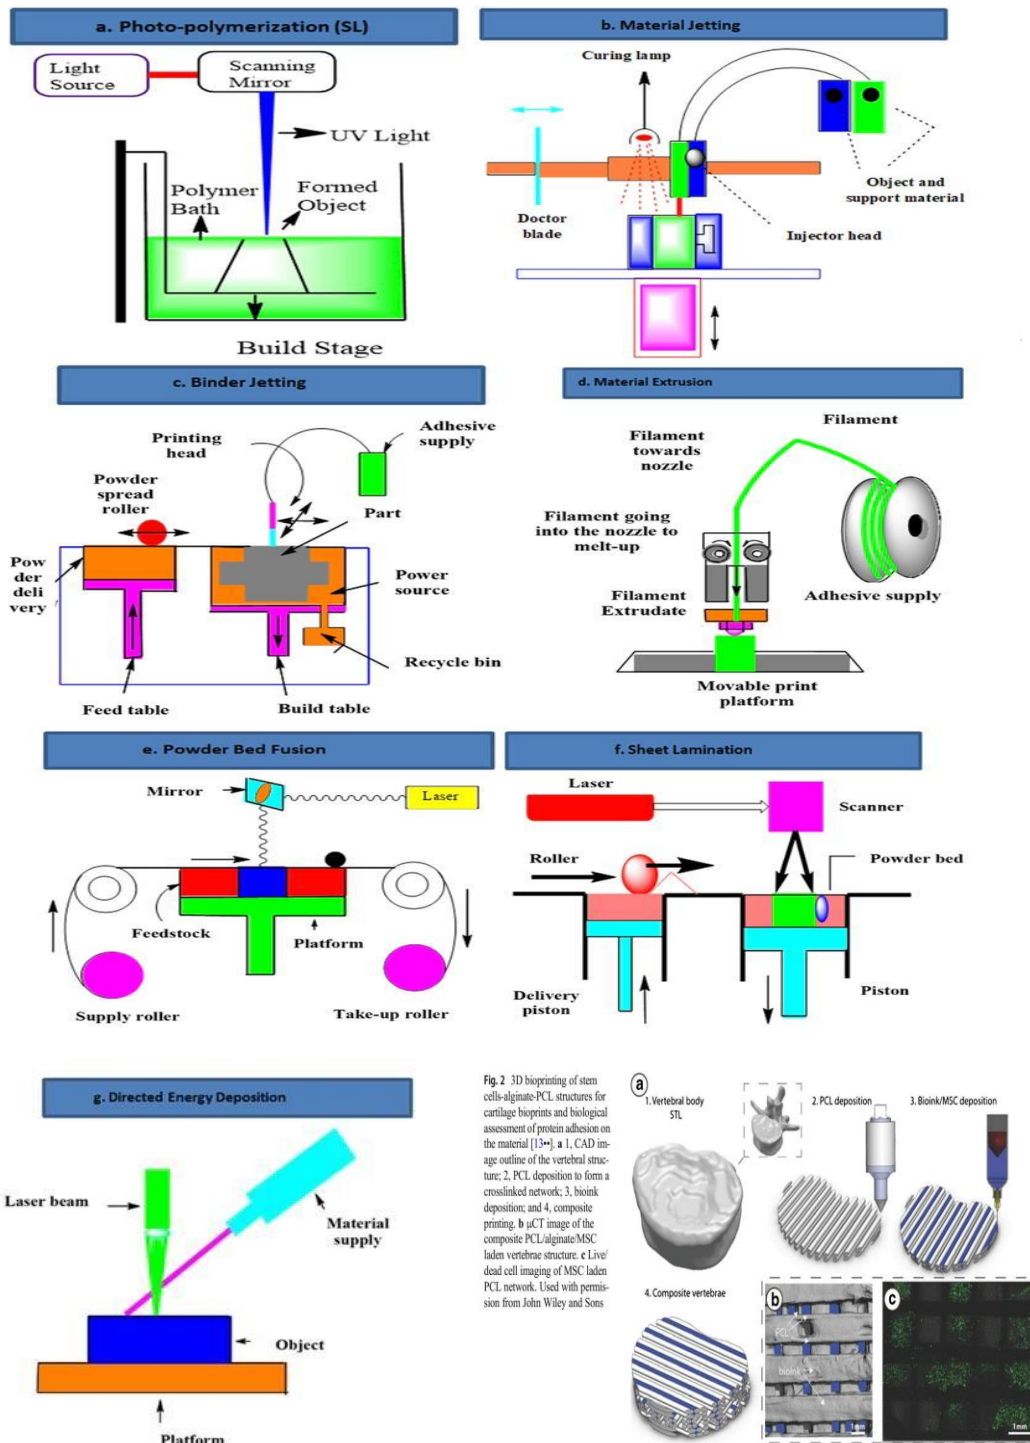 a. Photo-polymerization (SL)
Light
Source
Scanning
Mirror
UV Light
Polymer
Bath
Formed
Object
Build Stage
b. Material Jetting
Curing lamp
Doctor
blade
Object and
support material
Injector head
c. Binder Jetting
Printing
head
Adhesive
supply
Powder
spread
roller
Part
Pow
der
deli
very
Power
source
Recycle bin
Feed table
Build table
d. Material Extrusion
Filament
Filament
towards
nozzle
Filament going
into the nozzle to
melt-up
Filament
Extrudate
Adhesive supply
Movable print
platform
e. Powder Bed Fusion
Mirror
Laser
Feedstock
Platform
Supply roller
Take-up roller
f. Sheet Lamination
Laser
Scanner
Roller
Powder bed
Delivery
piston
Piston
g. Directed Energy Deposition
Laser beam
Material
supply
Object
Platform
Fig. 2 3D bioprinting of stem
cells-alginate-PCL structures for
cartilage bioprints and biological
assessment of protein adhesion on
the material [13••]. a 1, CAD im-
age outline of the vertebral struc-
ture; 2, PCL deposition to form a
crosslinked network; 3, bioink
deposition; and 4, composite
printing. b μCT image of the
composite PCL/alginate/MSC
laden vertebrae structure. c Live/
dead cell imaging of MSC laden
PCL network. Used with permis-
sion from John Wiley and Sons
a
1. Vertebral body
STL
2. PCL deposition
3. Bioink/MSC deposition
4. Composite vertebrae
b
PCL
bioink
1 mm
c
1 mm